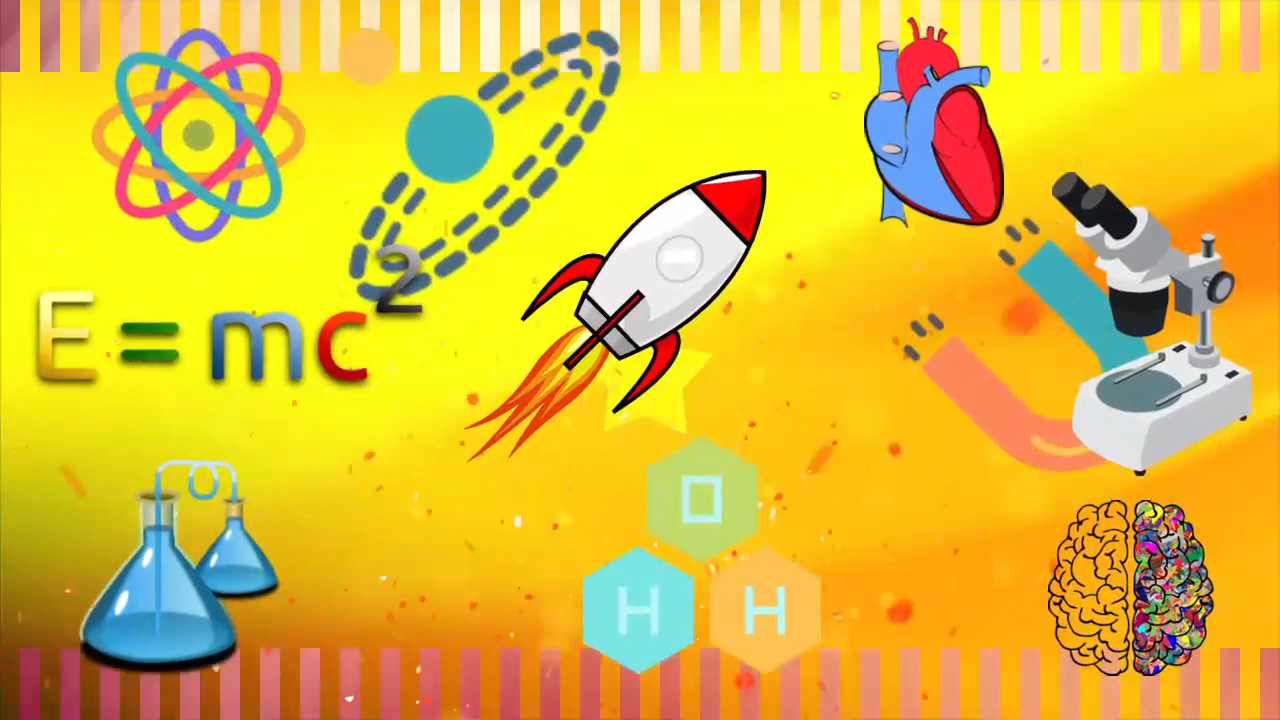 E = mc²
O
H H